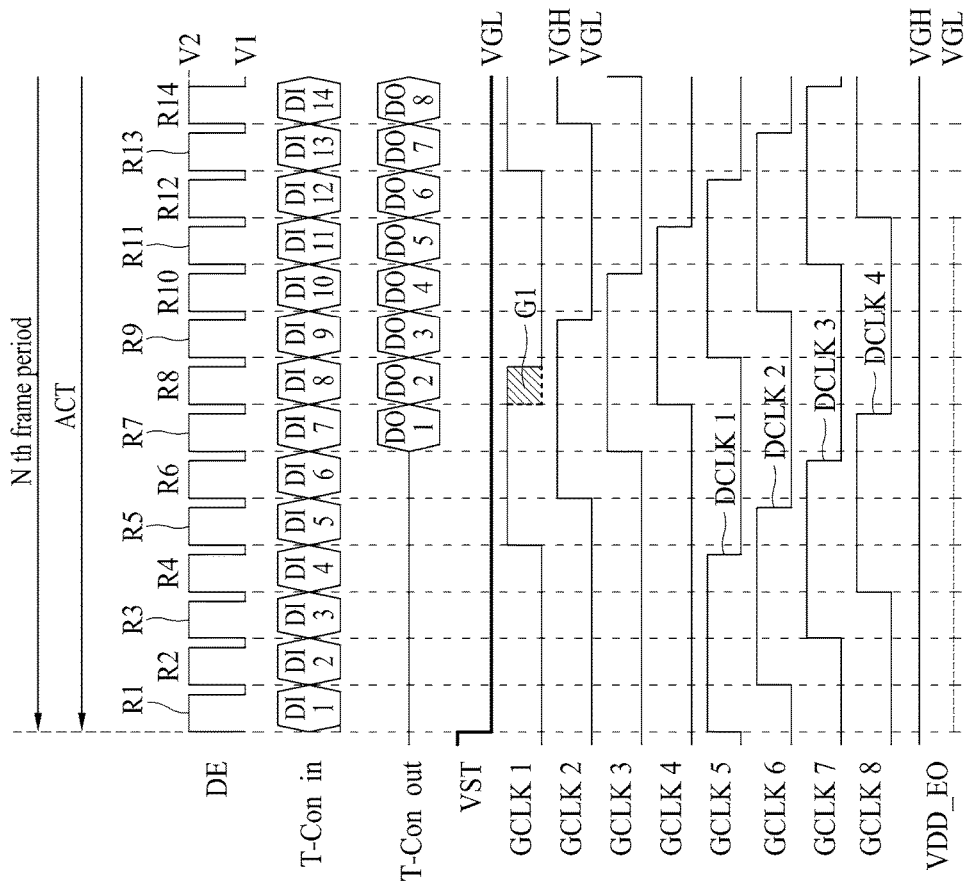 N th frame period
ACT
R1 R2 R3 R4 R5 R6 R7 R8 R9 R10 R11 R12 R13 R14
DE
V2
V1
T-Con in
DI 1 DI 2 DI 3 DI 4 DI 5 DI 6 DI 7 DI 8 DI 9 DI 10 DI 11 DI 12 DI 13 DI 14
T-Con out
DO 1 DO 2 DO 3 DO 4 DO 5 DO 6 DO 7 DO 8
VST
VGL
GCLK 1
G1
GCLK 2
VGH
VGL
GCLK 3
GCLK 4
GCLK 5
DCLK 1
GCLK 6
DCLK 2
GCLK 7
DCLK 3
GCLK 8
DCLK 4
VDD_EO
VGH
VGL